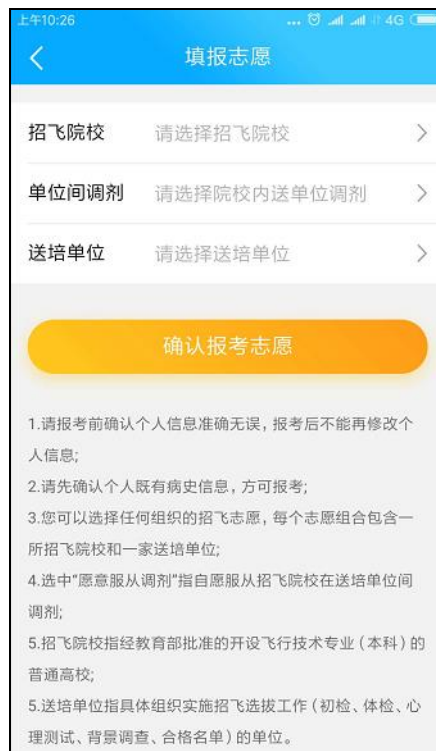 上午10:26 ... 4G
填报志愿
招飞院校 请选择招飞院校
单位间调剂 请选择院校内送单位调剂
送培单位 请选择送培单位
确认报考志愿
1.请报考前确认个人信息准确无误，报考后不能再修改个
人信息;
2.请先确认个人既有病史信息，方可报考;
3.您可以选择任何组织的招飞志愿，每个志愿组合包含一
所招飞院校和一家送培单位;
4.选中“愿意服从调剂”指自愿服从招飞院校在送培单位间
调剂;
5.招飞院校指经教育部批准的开设飞行技术专业（本科）的
普通高校;
5.送培单位指具体组织实施招飞选拔工作（初检、体检、心
理测试、背景调查、合格名单）的单位。